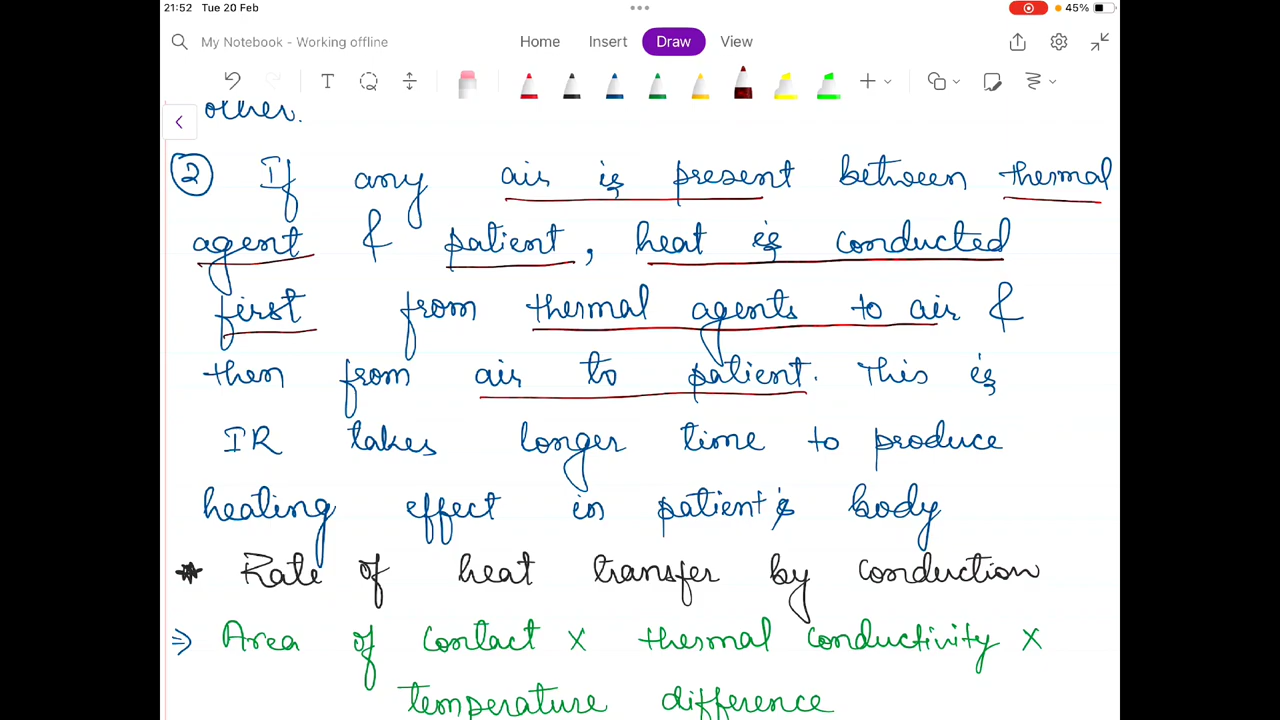 21:52 Tue 20 Feb
45%
My Notebook - Working offline
Home Insert Draw View
other.
2 If any air is present between thermal
agent & patient, heat is conducted
first from thermal agents to air &
then from air to patient. This is
IR takes longer time to produce
heating effect in patient's body
* Rate of heat transfer by conduction
⇒ Area of contact × thermal conductivity ×
temperature difference